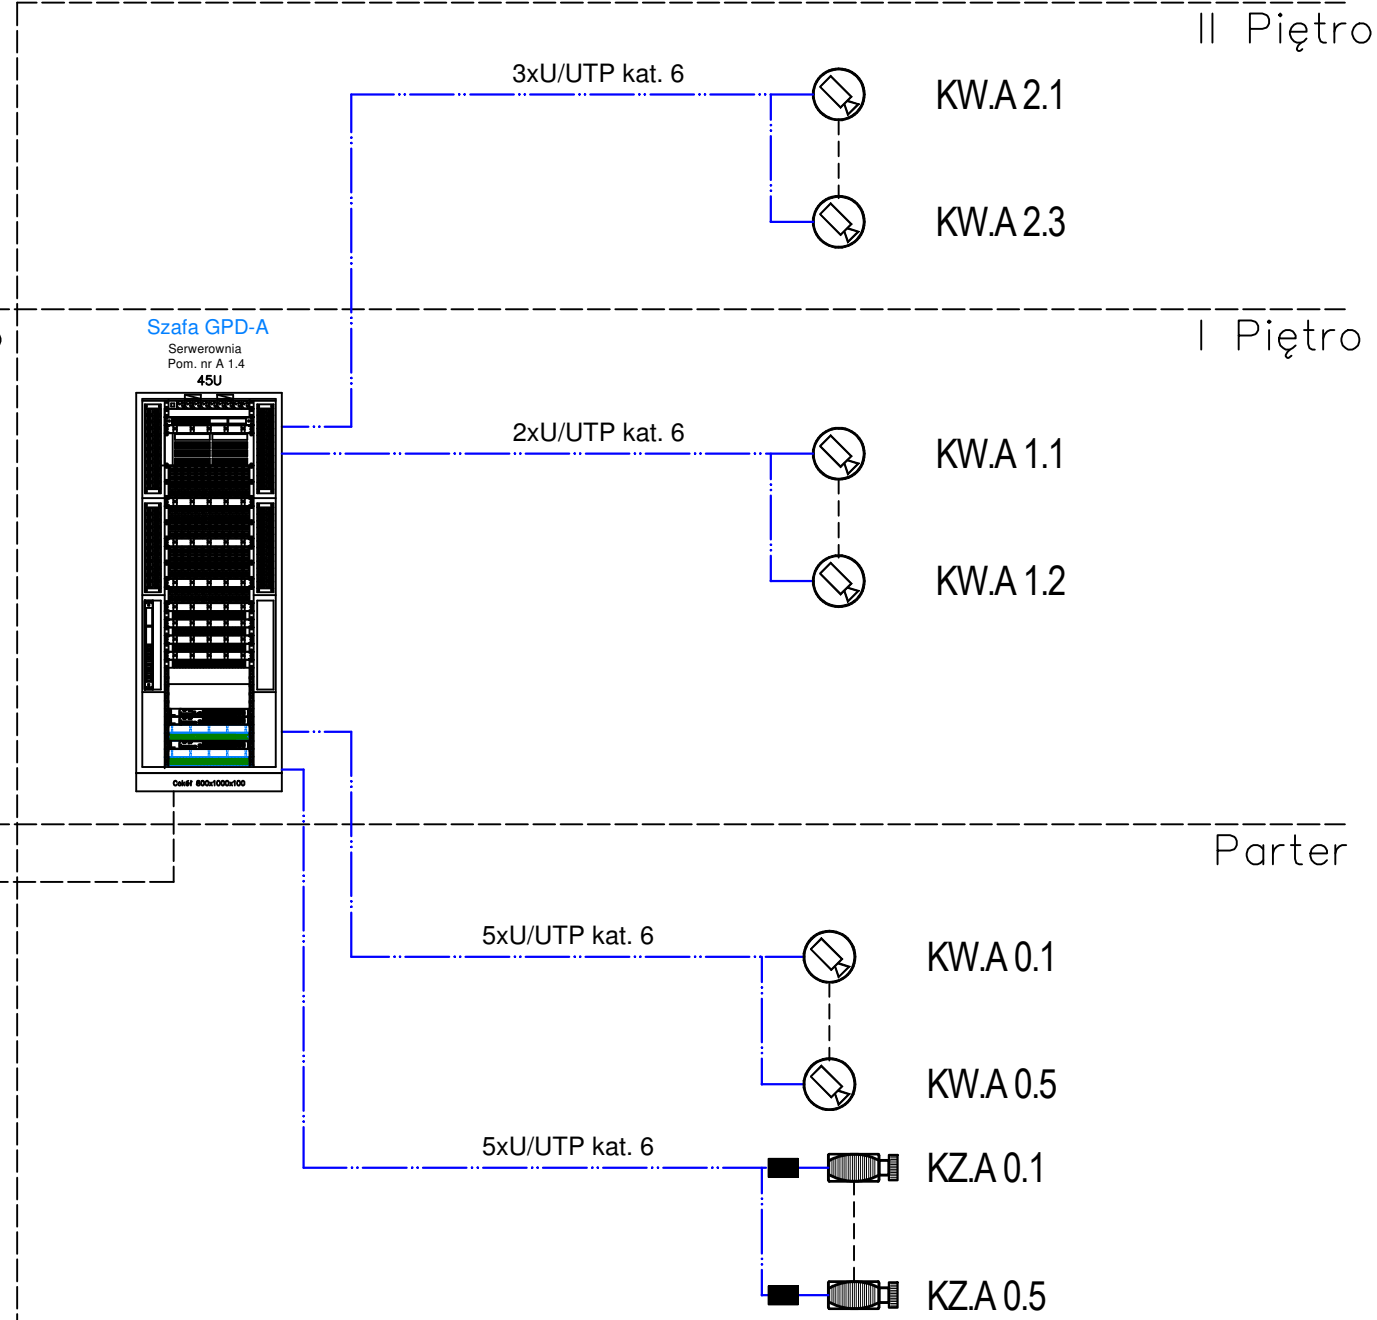 II Piętro
3xU/UTP kat. 6
KW.A 2.1
KW.A 2.3
I Piętro
Szafa GPD-A
Serwerownia
Pom. nr A 1.4
45U
2xU/UTP kat. 6
KW.A 1.1
KW.A 1.2
Cokół 800x1000x100
Parter
5xU/UTP kat. 6
KW.A 0.1
KW.A 0.5
5xU/UTP kat. 6
KZ.A 0.1
KZ.A 0.5